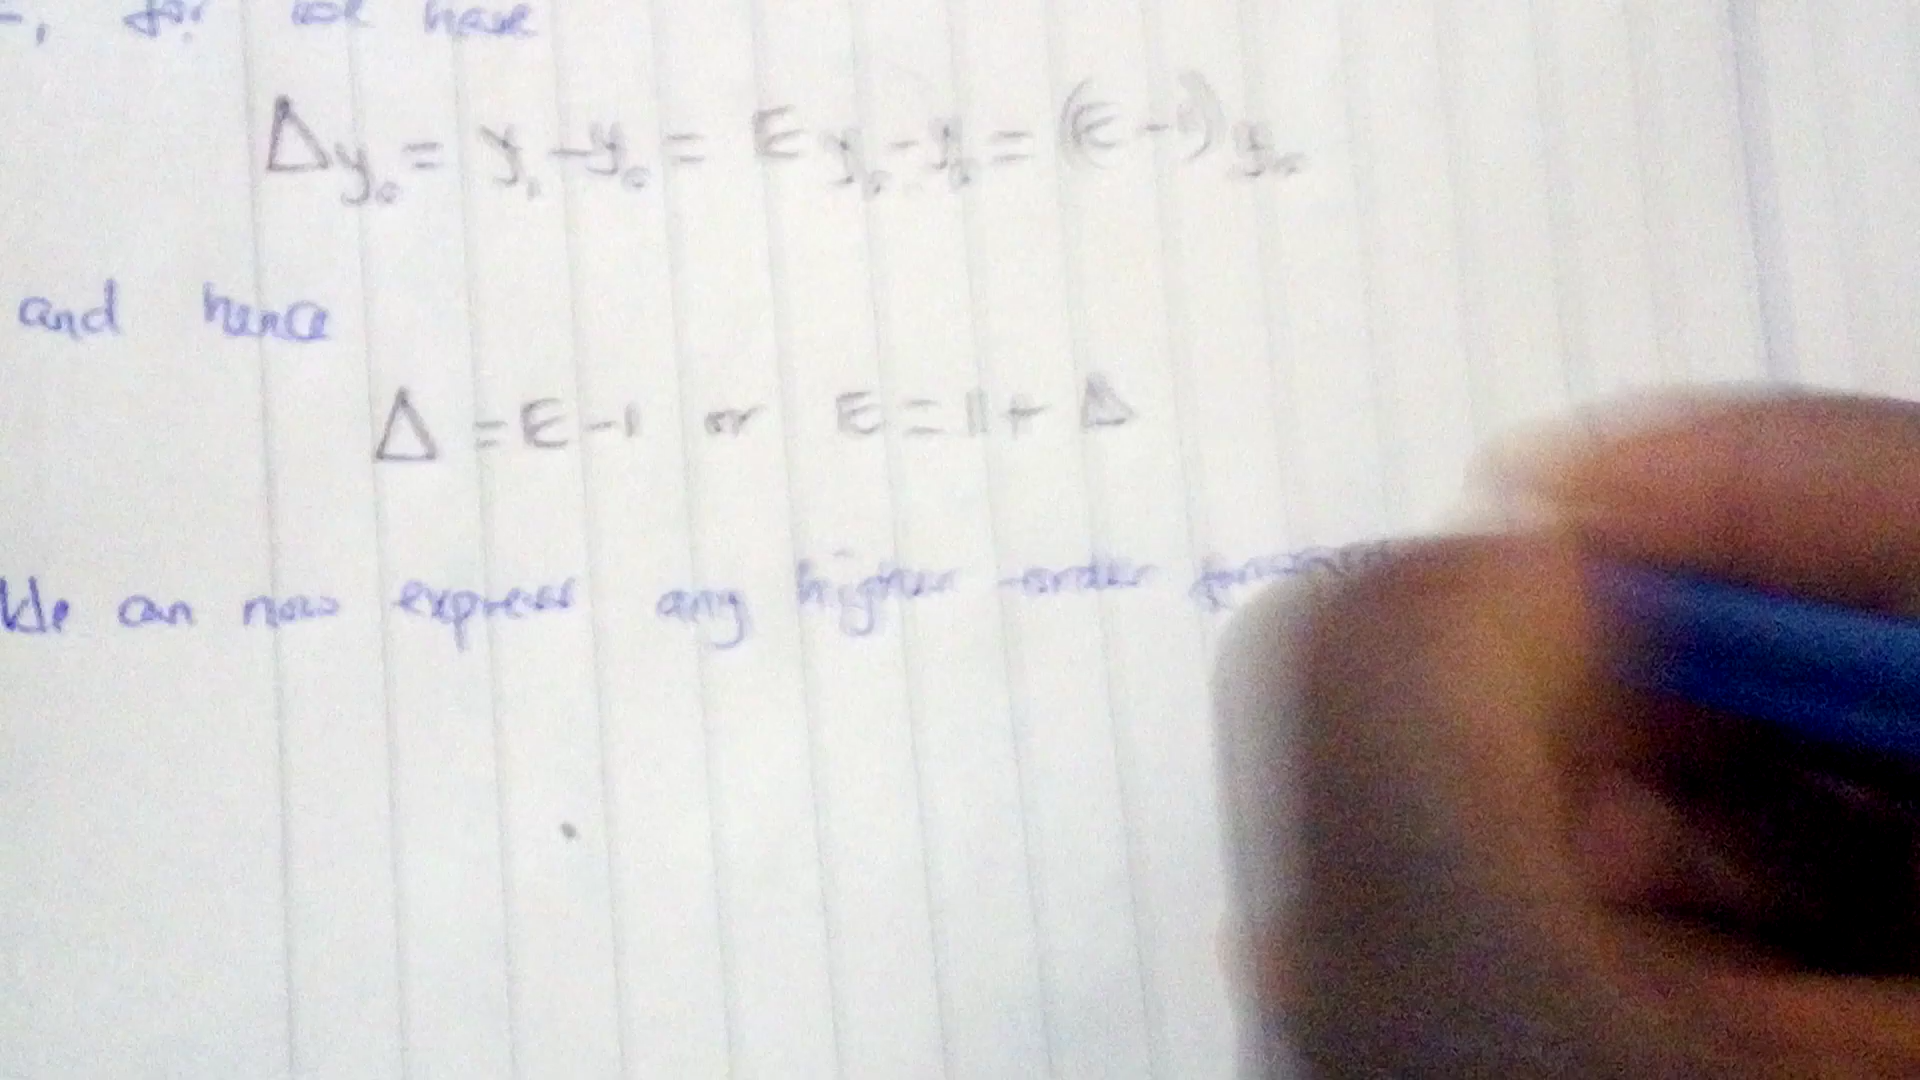 , for we have
Δy₀ = y₁ - y₀ = E y₀ - y₀ = (E - 1) y₀
and hence
Δ = E - 1 or E = 1 + Δ
We can now express any higher-order